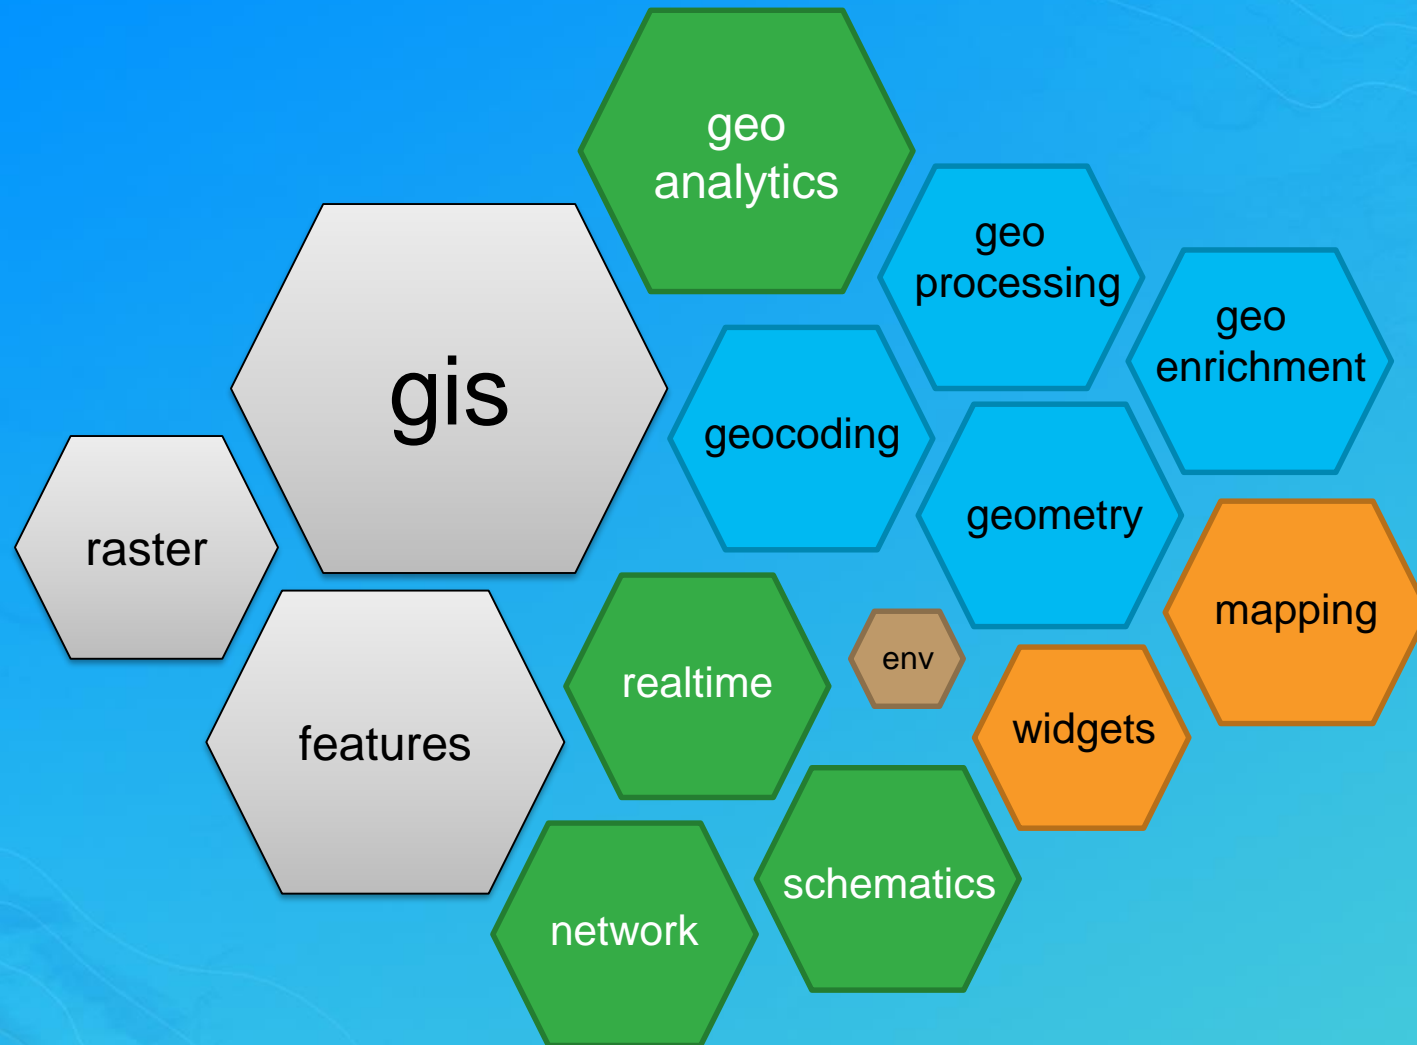 geo
analytics
geo
processing
geo
enrichment
gis
geocoding
geometry
raster
mapping
env
realtime
widgets
features
schematics
network